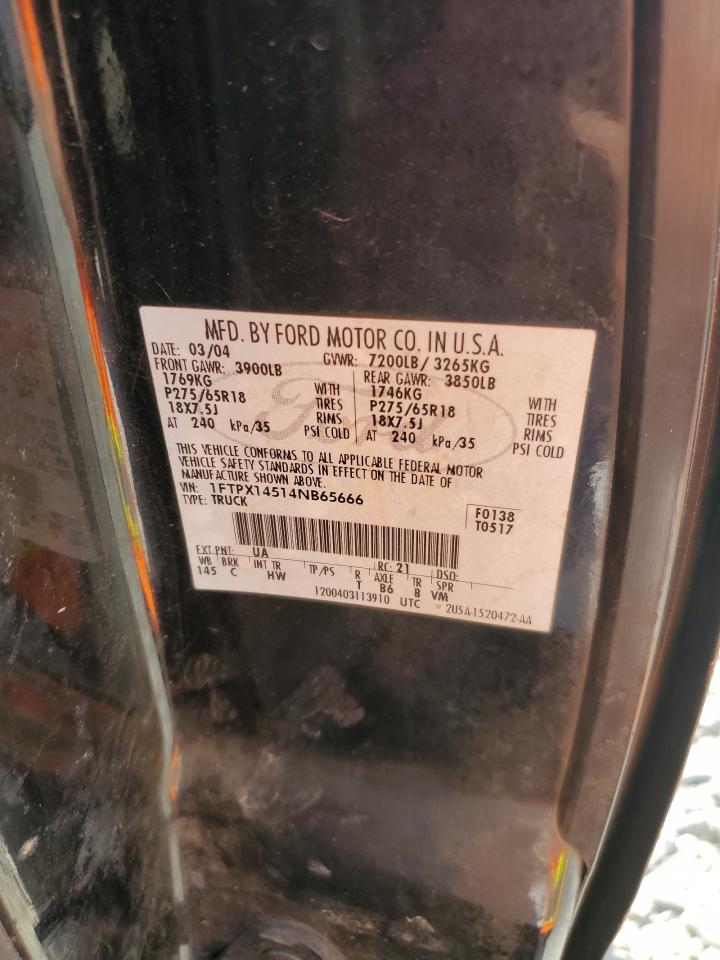 MFD. BY FORD MOTOR CO. IN U.S.A.
DATE: 03/04 GVWR: 7200LB/ 3265KG
FRONT GAWR: 3900LB REAR GAWR: 3850LB
1769KG WITH 1746KG WITH
P275/65R18 TIRES P275/65R18 TIRES
18X7.5J RIMS 18X7.5J RIMS
AT 240 kPa/35 PSI COLD AT 240 kPa/35 PSI COLD
THIS VEHICLE CONFORMS TO ALL APPLICABLE FEDERAL MOTOR
VEHICLE SAFETY STANDARDS IN EFFECT ON THE DATE OF
MANUFACTURE SHOWN ABOVE.
VIN: 1FTPX14514NB65666
TYPE: TRUCK
F0138
T0517
EXT PNT: UA RC: 21 DSO:
WB BRK INT TR TP/PS R AXLE TR SPR
145 C HW T B6 B VM
1200403113910 UTC 2U5A-1520472-AA
Ford